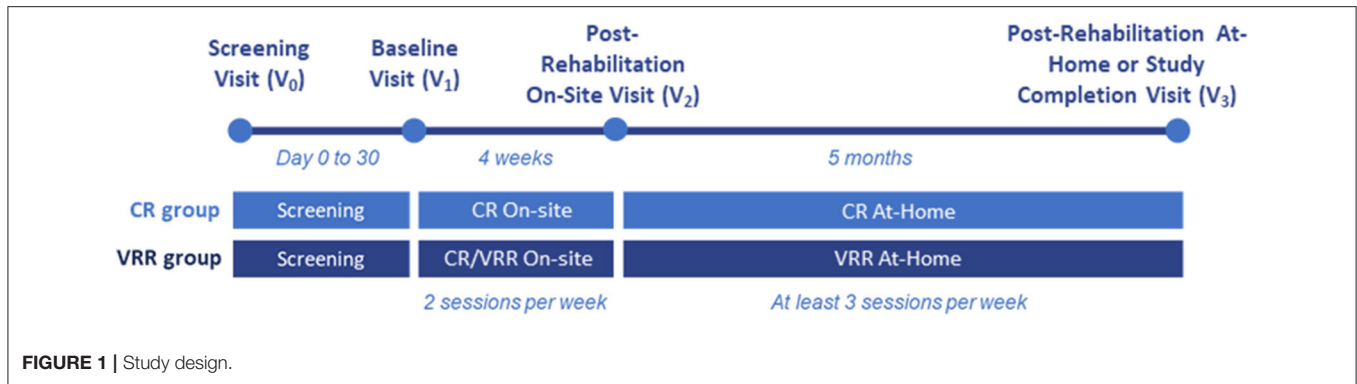 Screening
Visit (V₀)
Baseline
Visit (V₁)
Post-
Rehabilitation
On-Site Visit (V₂)
Post-Rehabilitation At-
Home or Study
Completion Visit (V₃)
Day 0 to 30
4 weeks
5 months
CR group
Screening
CR On-site
CR At-Home
VRR group
Screening
CR/VRR On-site
VRR At-Home
2 sessions per week
At least 3 sessions per week
FIGURE 1 | Study design.